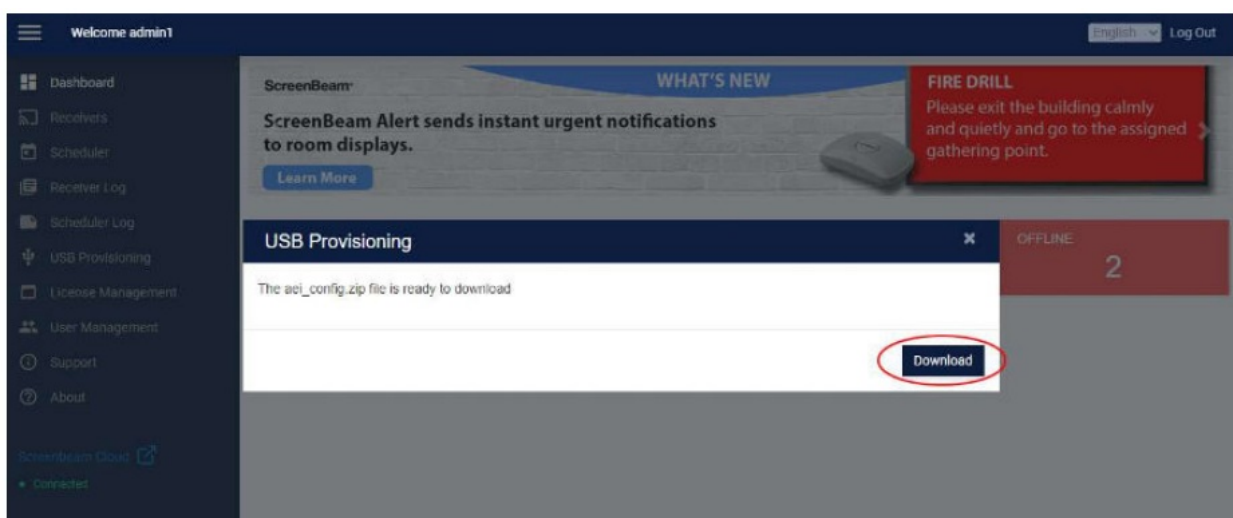 Welcome admin1
English
Log Out
Dashboard
Receivers
Scheduler
Receiver Log
Scheduler Log
USB Provisioning
License Management
User Management
Support
About
Screenbeam Cloud
Connected
ScreenBeam
WHAT'S NEW
ScreenBeam Alert sends instant urgent notifications
to room displays.
Learn More
FIRE DRILL
Please exit the building calmly
and quietly and go to the assigned
gathering point.
USB Provisioning
The aei_config.zip file is ready to download
Download
OFFLINE
2